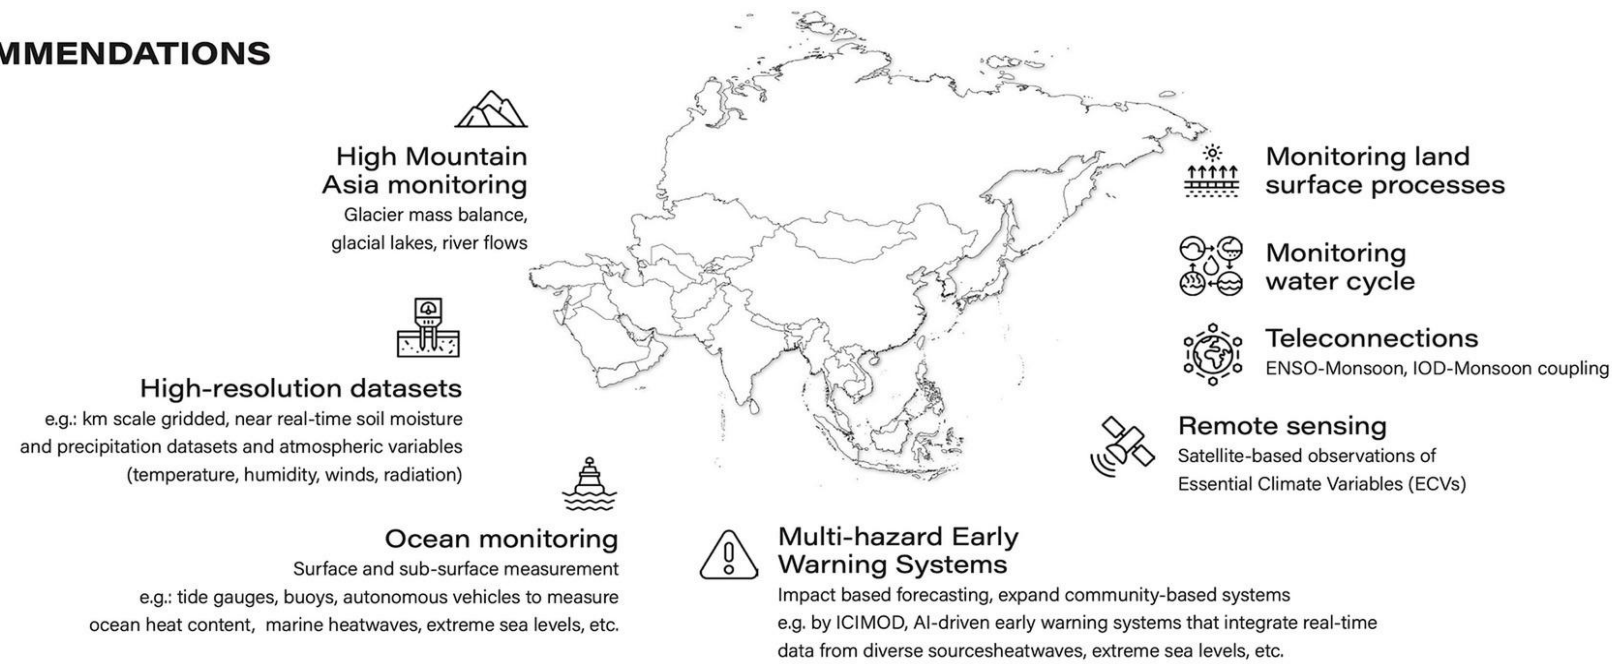 MMENDATIONS
High Mountain
Asia monitoring
Glacier mass balance,
glacial lakes, river flows
High-resolution datasets
e.g.: km scale gridded, near real-time soil moisture
and precipitation datasets and atmospheric variables
(temperature, humidity, winds, radiation)
Ocean monitoring
Surface and sub-surface measurement
e.g.: tide gauges, buoys, autonomous vehicles to measure
ocean heat content, marine heatwaves, extreme sea levels, etc.
Monitoring land
surface processes
Monitoring
water cycle
Teleconnections
ENSO-Monsoon, IOD-Monsoon coupling
Remote sensing
Satellite-based observations of
Essential Climate Variables (ECVs)
Multi-hazard Early
Warning Systems
Impact based forecasting, expand community-based systems
e.g. by ICIMOD, AI-driven early warning systems that integrate real-time
data from diverse sourcesheatwaves, extreme sea levels, etc.